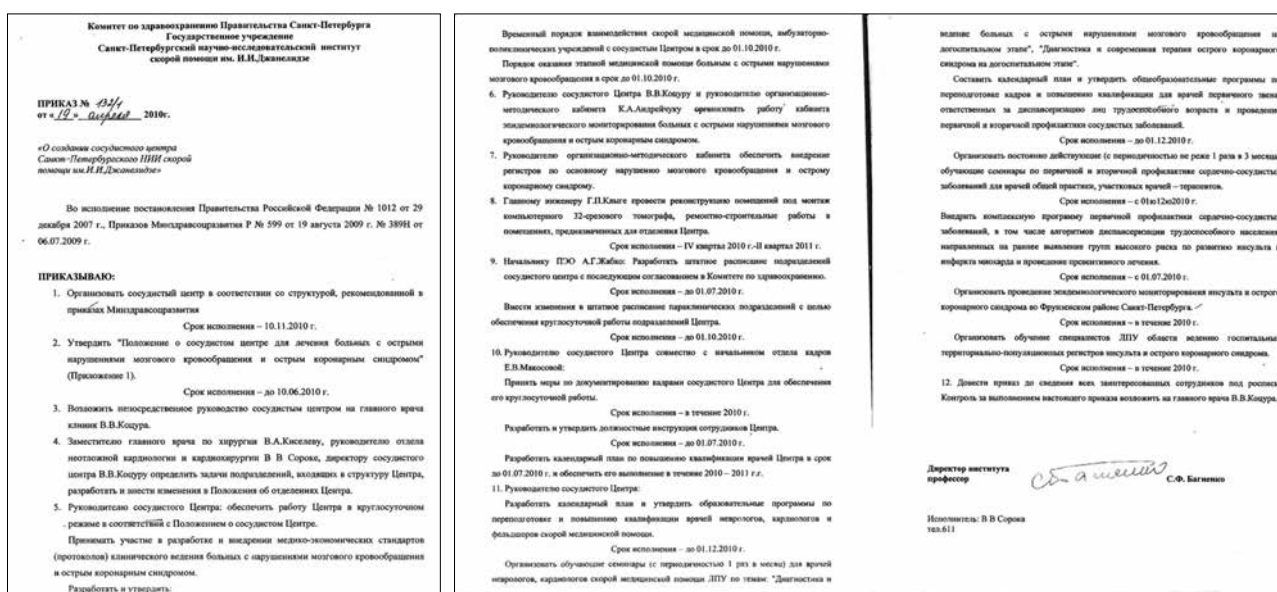 Комитет по здравоохранению Правительства Санкт-Петербурга
Государственное учреждение
Санкт-Петербургский научно-исследовательский институт
скорой помощи им. И.И.Джанелидзе
ПРИКАЗ № 132/1
от « 19 » апреля 2010г.
«О создании сосудистого центра
Санкт-Петербургского НИИ скорой
помощи им.И.И.Джанелидзе»
Во исполнение постановления Правительства Российской Федерации № 1012 от 29
декабря 2007 г., Приказов Минздравсоцразвития Р № 599 от 19 августа 2009 г. № 389Н от
06.07.2009 г.
ПРИКАЗЫВАЮ:
1. Организовать сосудистый центр в соответствии со структурой, рекомендованной в
приказах Минздравсоцразвития
Срок исполнения – 10.11.2010 г.
2. Утвердить "Положение о сосудистом центре для лечения больных с острыми
нарушениями мозгового кровообращения и острым коронарным синдромом"
(Приложение 1).
Срок исполнения – до 10.06.2010 г.
3. Возложить непосредственное руководство сосудистым центром на главного врача
клиник В.В.Коцура.
4. Заместителю главного врача по хирургии В.А.Киселеву, руководителю отдела
неотложной кардиологии и кардиохирургии В В Сороке, директору сосудистого
центра В.В.Коцуру определить задачи подразделений, входящих в структуру Центра,
разработать и внести изменения в Положения об отделениях Центра.
5. Руководителю сосудистого Центра: обеспечить работу Центра в круглосуточном
режиме в соответствии с Положением о сосудистом Центре.
Принимать участие в разработке и внедрении медико-экономических стандартов
(протоколов) клинического ведения больных с нарушениями мозгового кровообращения
и острым коронарным синдромом.
Разработать и утвердить:
Временный порядок взаимодействия скорой медицинской помощи, амбулаторно-
поликлинических учреждений с сосудистым Центром в срок до 01.10.2010 г.
Порядок оказания этапной медицинской помощи больным с острыми нарушениями
мозгового кровообращения в срок до 01.10.2010 г.
6. Руководителю сосудистого Центра В.В.Коцуру и руководителю организационно-
методического кабинета К.А.Андрейчуку организовать работу кабинета
эпидемиологического мониторирования больных с острыми нарушениями мозгового
кровообращения и острым коронарным синдромом.
7. Руководителю организационно-методического кабинета обеспечить внедрение
регистров по основному нарушению мозгового кровообращения и острому
коронарному синдрому.
8. Главному инженеру Г.П.Кныге провести реконструкцию помещений под монтаж
компьютерного 32-срезового томографа, ремонтно-строительные работы в
помещениях, предназначенных для отделения Центра.
Срок исполнения – IV квартал 2010 г.-II квартал 2011 г.
9. Начальнику ПЭО А.Г.Жабко: Разработать штатное расписание подразделений
сосудистого центра с последующим согласованием в Комитете по здравоохранению.
Срок исполнения – до 01.07.2010 г.
Ввести изменения в штатное расписание параклинических подразделений с целью
обеспечения круглосуточной работы подразделений Центра.
Срок исполнения – до 01.10.2010 г.
10. Руководителю сосудистого Центра совместно с начальником отдела кадров
Е.В.Макосовой:
Принять меры по документированию кадрами сосудистого Центра для обеспечения
его круглосуточной работы.
Срок исполнения – в течение 2010 г.
Разработать и утвердить должностные инструкции сотрудников Центра.
Срок исполнения – до 01.07.2010 г.
Разработать календарный план по повышению квалификации врачей Центра в срок
до 01.07.2010 г. и обеспечить его выполнение в течение 2010 – 2011 г.г.
11. Руководителю сосудистого Центра:
Разработать календарный план и утвердить образовательные программы по
переподготовке и повышению квалификации врачей неврологов, кардиологов и
фельдшеров скорой медицинской помощи.
Срок исполнения – до 01.12.2010 г.
Организовать обучающие семинары (с периодичностью 1 раз в месяц) для врачей
неврологов, кардиологов скорой медицинской помощи ЛПУ по темам: "Диагностика и
ведение больных с острыми нарушениями мозгового кровообращения на
догоспитальном этапе", "Диагностика и современная терапия острого коронарного
синдрома на догоспитальном этапе".
Составить календарный план и утвердить общеобразовательные программы по
переподготовке кадров и повышению квалификации для врачей первичного звена
ответственных за диспансеризацию лиц трудоспособного возраста и проведение
первичной и вторичной профилактики сосудистых заболеваний.
Срок исполнения – до 01.12.2010 г.
Организовать постоянно действующие (с периодичностью не реже 1 раза в 3 месяца
обучающие семинары по первичной и вторичной профилактике сердечно-сосудистых
заболеваний для врачей общей практики, участковых врачей – терапевтов.
Срок исполнения – с 01ю12ю2010 г.
Внедрить комплексную программу первичной профилактики сердечно-сосудистых
заболеваний, в том числе алгоритмов диспансеризации трудоспособного населения
направленных на раннее выявление групп высокого риска по развитию инсульта и
инфаркта миокарда и проведение превентивного лечения.
Срок исполнения – с 01.07.2010 г.
Организовать проведение эпидемиологического мониторирования инсульта и острого
коронарного синдрома во Фрунзенском районе Санкт-Петербурга.
Срок исполнения – в течение 2010 г.
Организовать обучение специалистов ЛПУ области ведению госпитальных
территориально-популяционных регистров инсульта и острого коронарного синдрома.
Срок исполнения – в течение 2010 г.
12. Довести приказ до сведения всех заинтересованных сотрудников под роспись
Контроль за выполнением настоящего приказа возложить на главного врача В.В.Коцура.
Директор института
профессор С.Ф. Багненко
Исполнитель: В В Сорока
тел.611